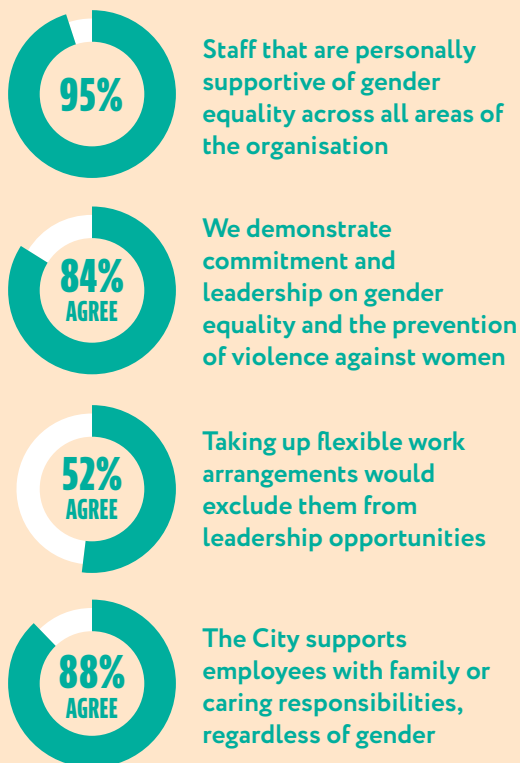 95%
Staff that are personally
supportive of gender
equality across all areas of
the organisation
84%
AGREE
We demonstrate
commitment and
leadership on gender
equality and the prevention
of violence against women
52%
AGREE
Taking up flexible work
arrangements would
exclude them from
leadership opportunities
88%
AGREE
The City supports
employees with family or
caring responsibilities,
regardless of gender